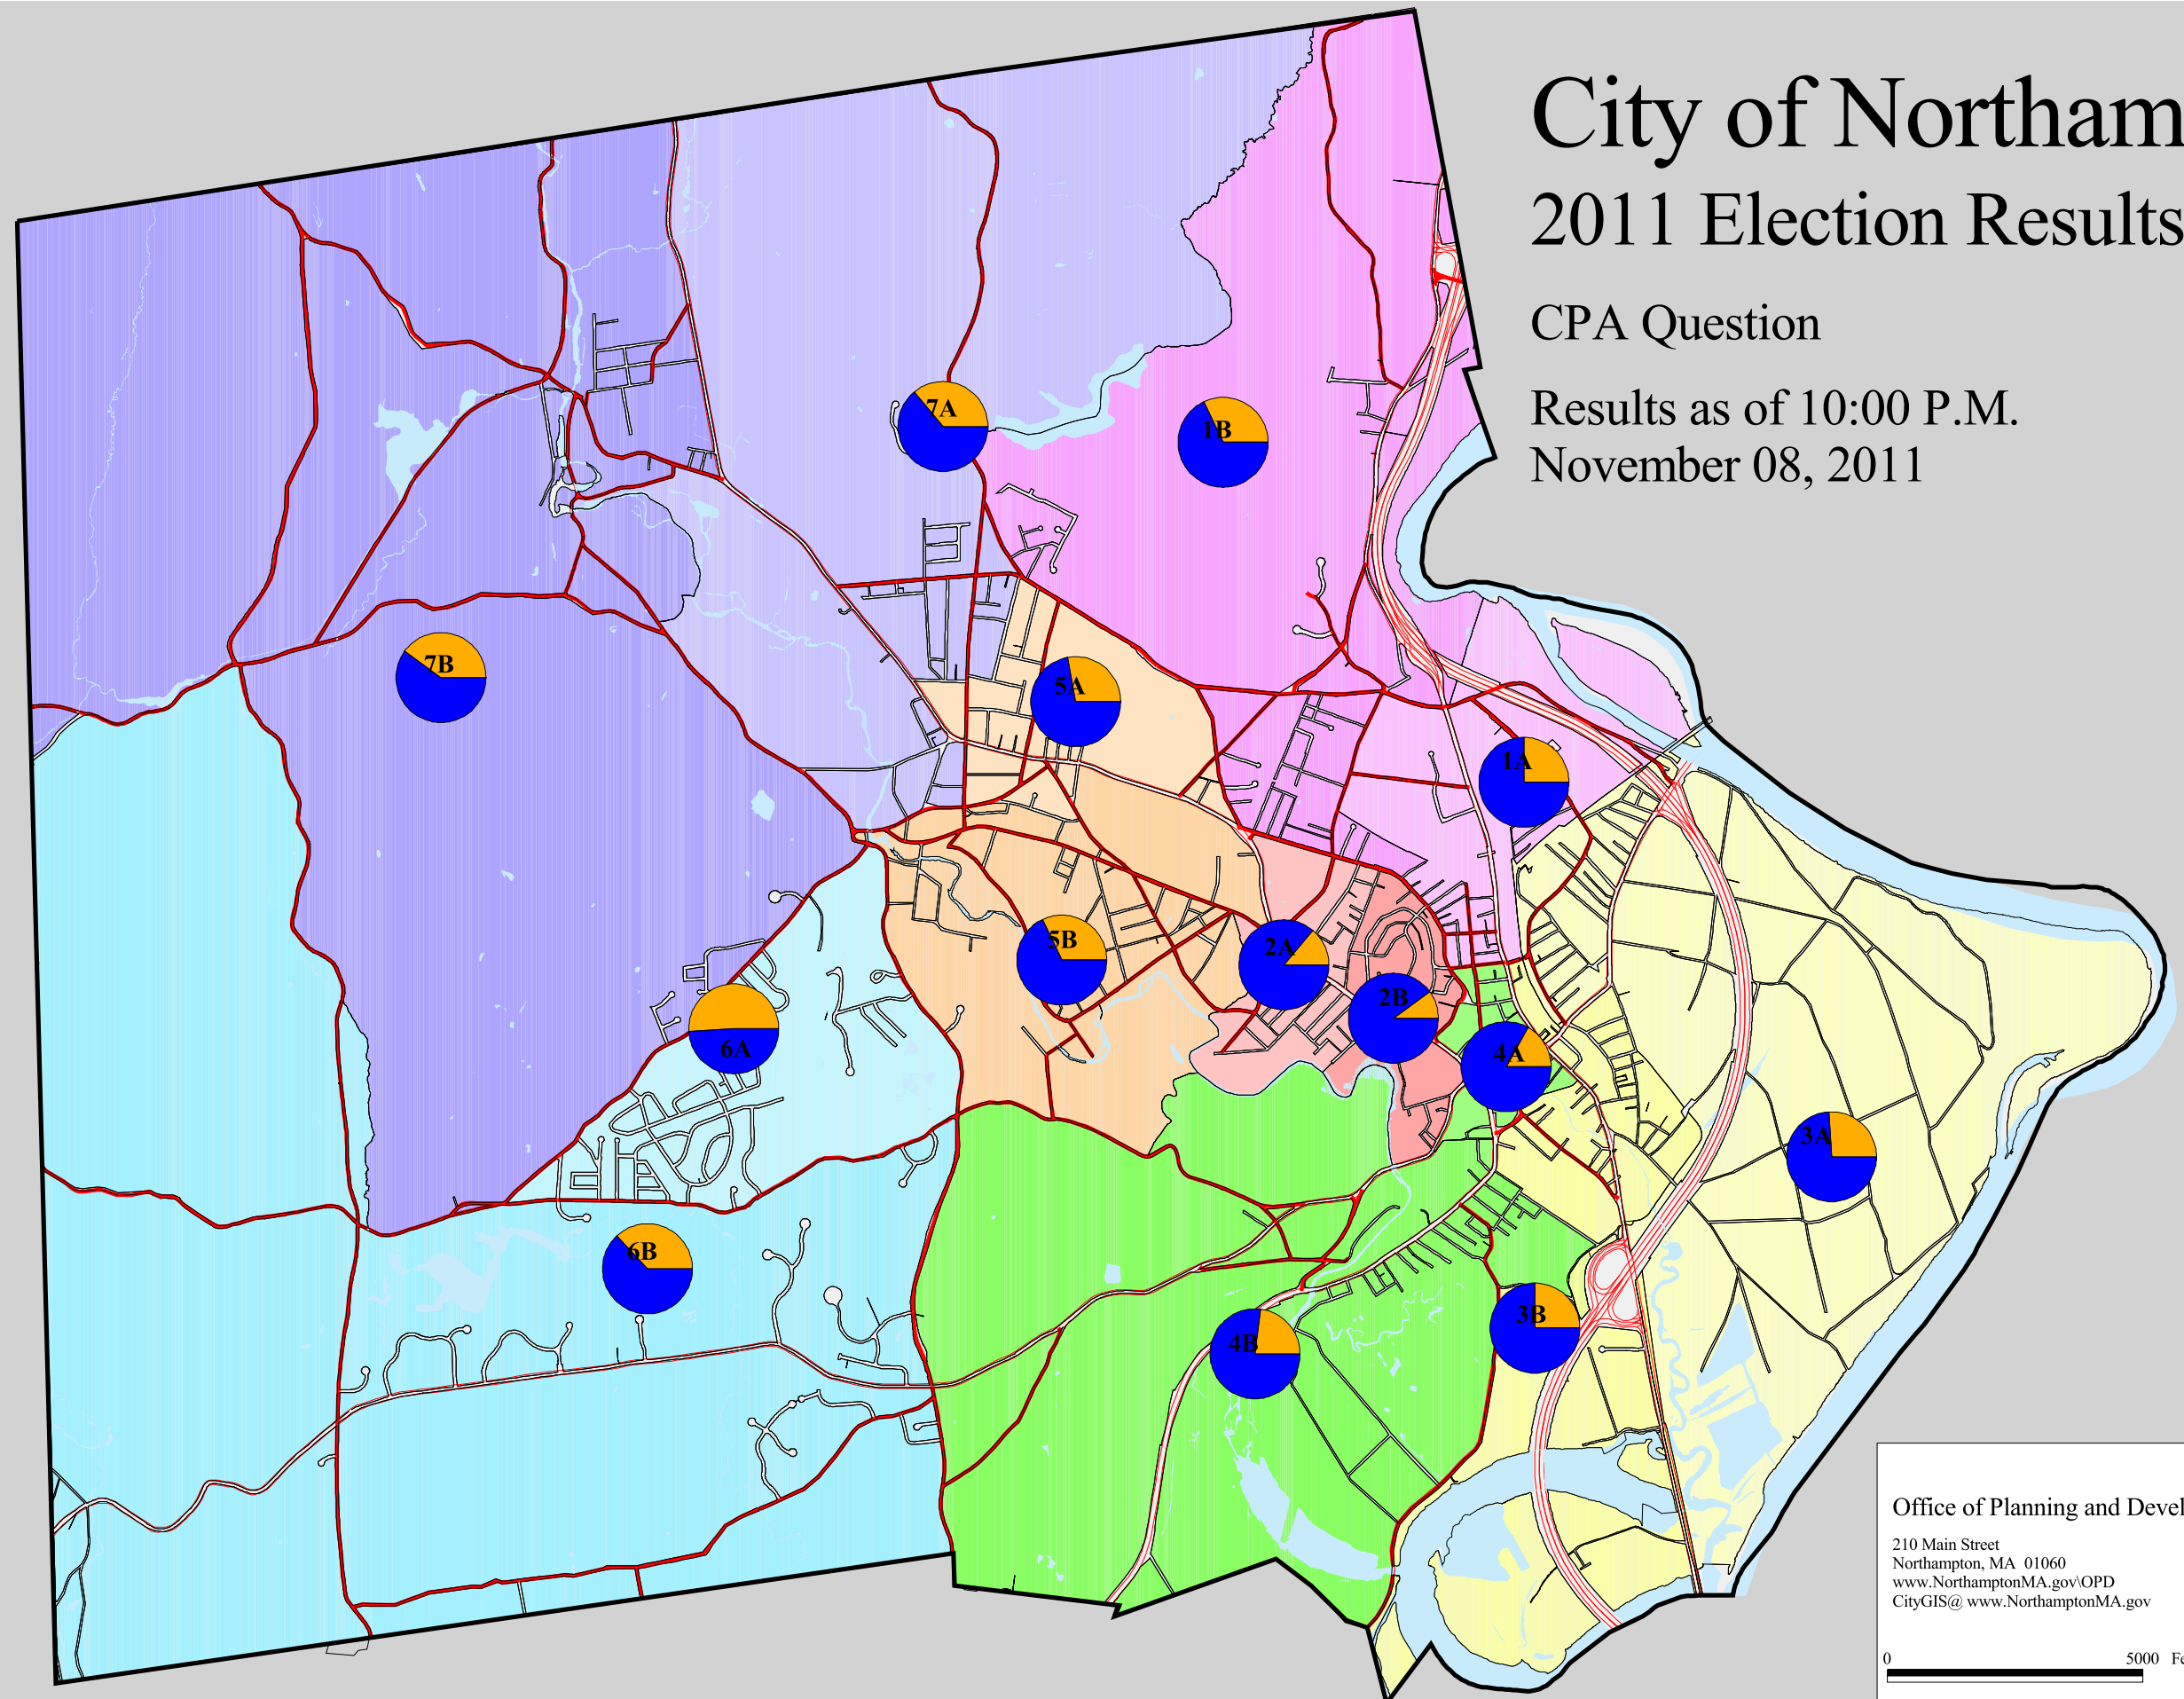 City of Northam
2011 Election Results
CPA Question
Results as of 10:00 P.M.
November 08, 2011
7A
1B
7B
5A
1A
5B
2A
2B
6A
4A
3A
6B
3B
4B
Office of Planning and Devel
210 Main Street
Northampton, MA 01060
www.NorthamptonMA.gov\OPD
CityGIS@ www.NorthamptonMA.gov
0 5000 Fe